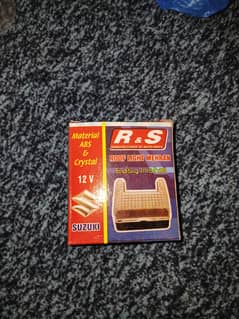 Material
ABS
&
Crystal
12 V
SUZUKI
R & S
ROOF LIGHT MEHRAN